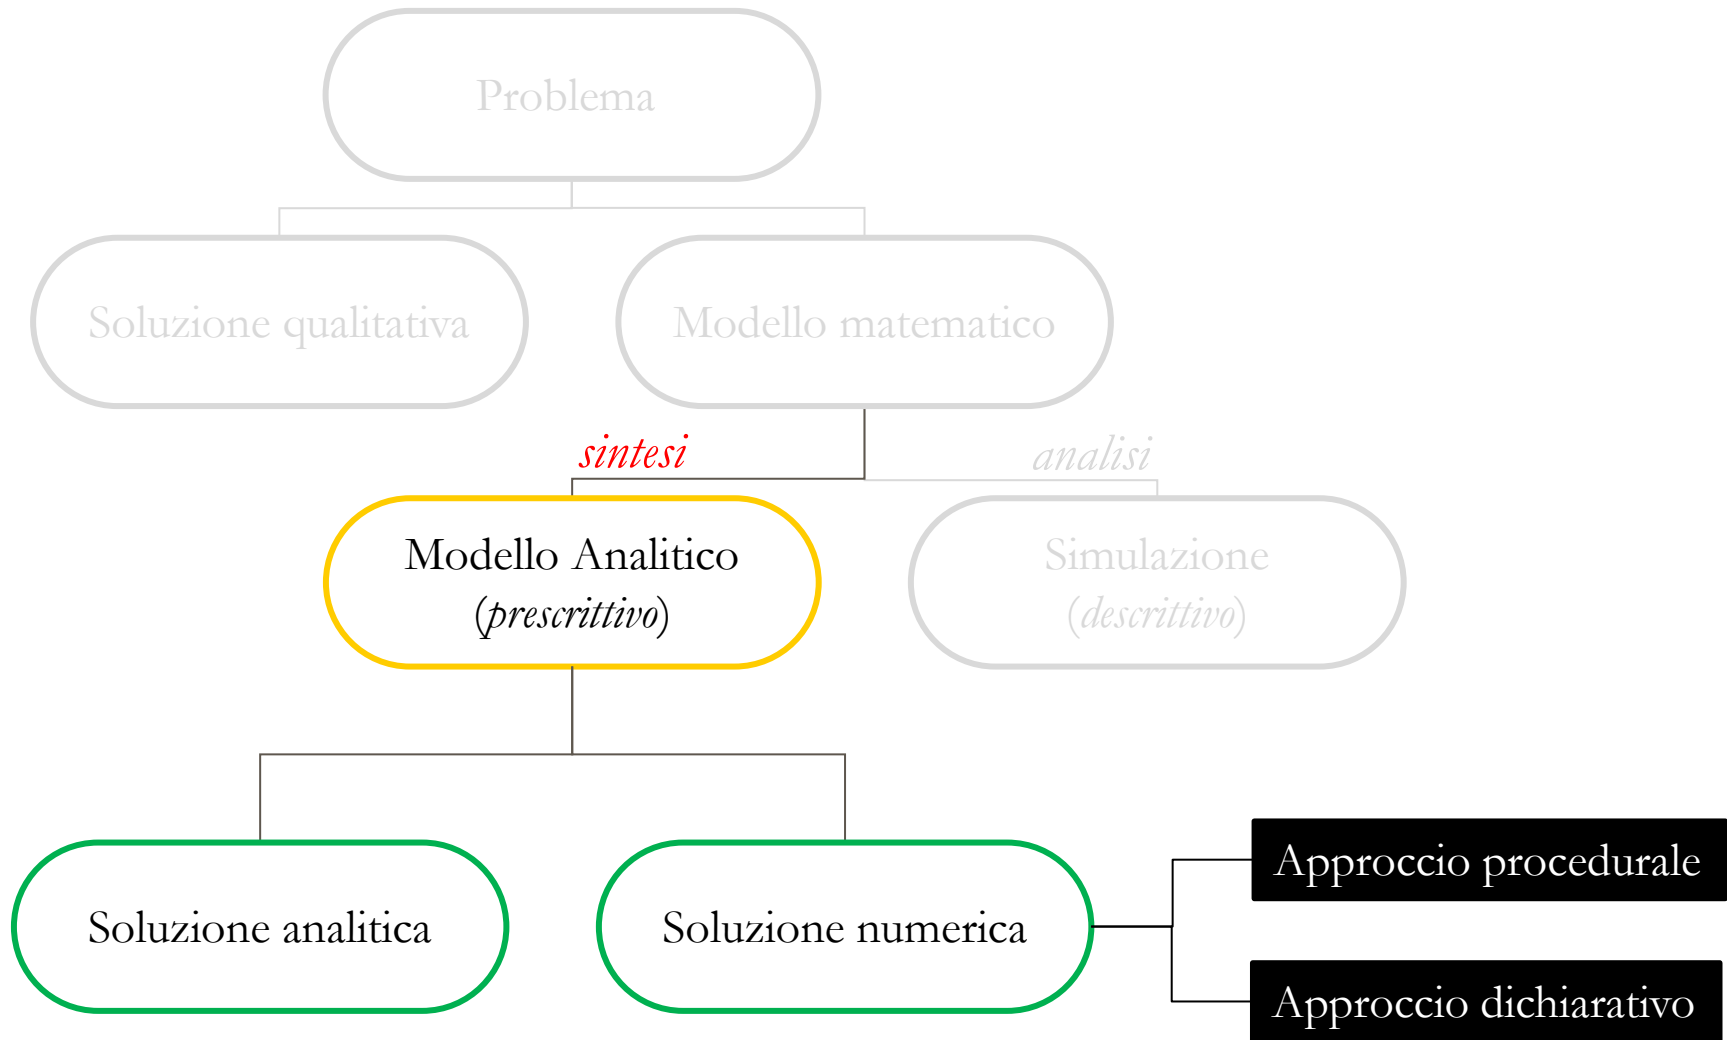 Problema
Soluzione qualitativa
Modello matematico
sintesi
analisi
Modello Analitico
(prescrittivo)
Simulazione
(descrittivo)
Soluzione analitica
Soluzione numerica
Approccio procedurale
Approccio dichiarativo